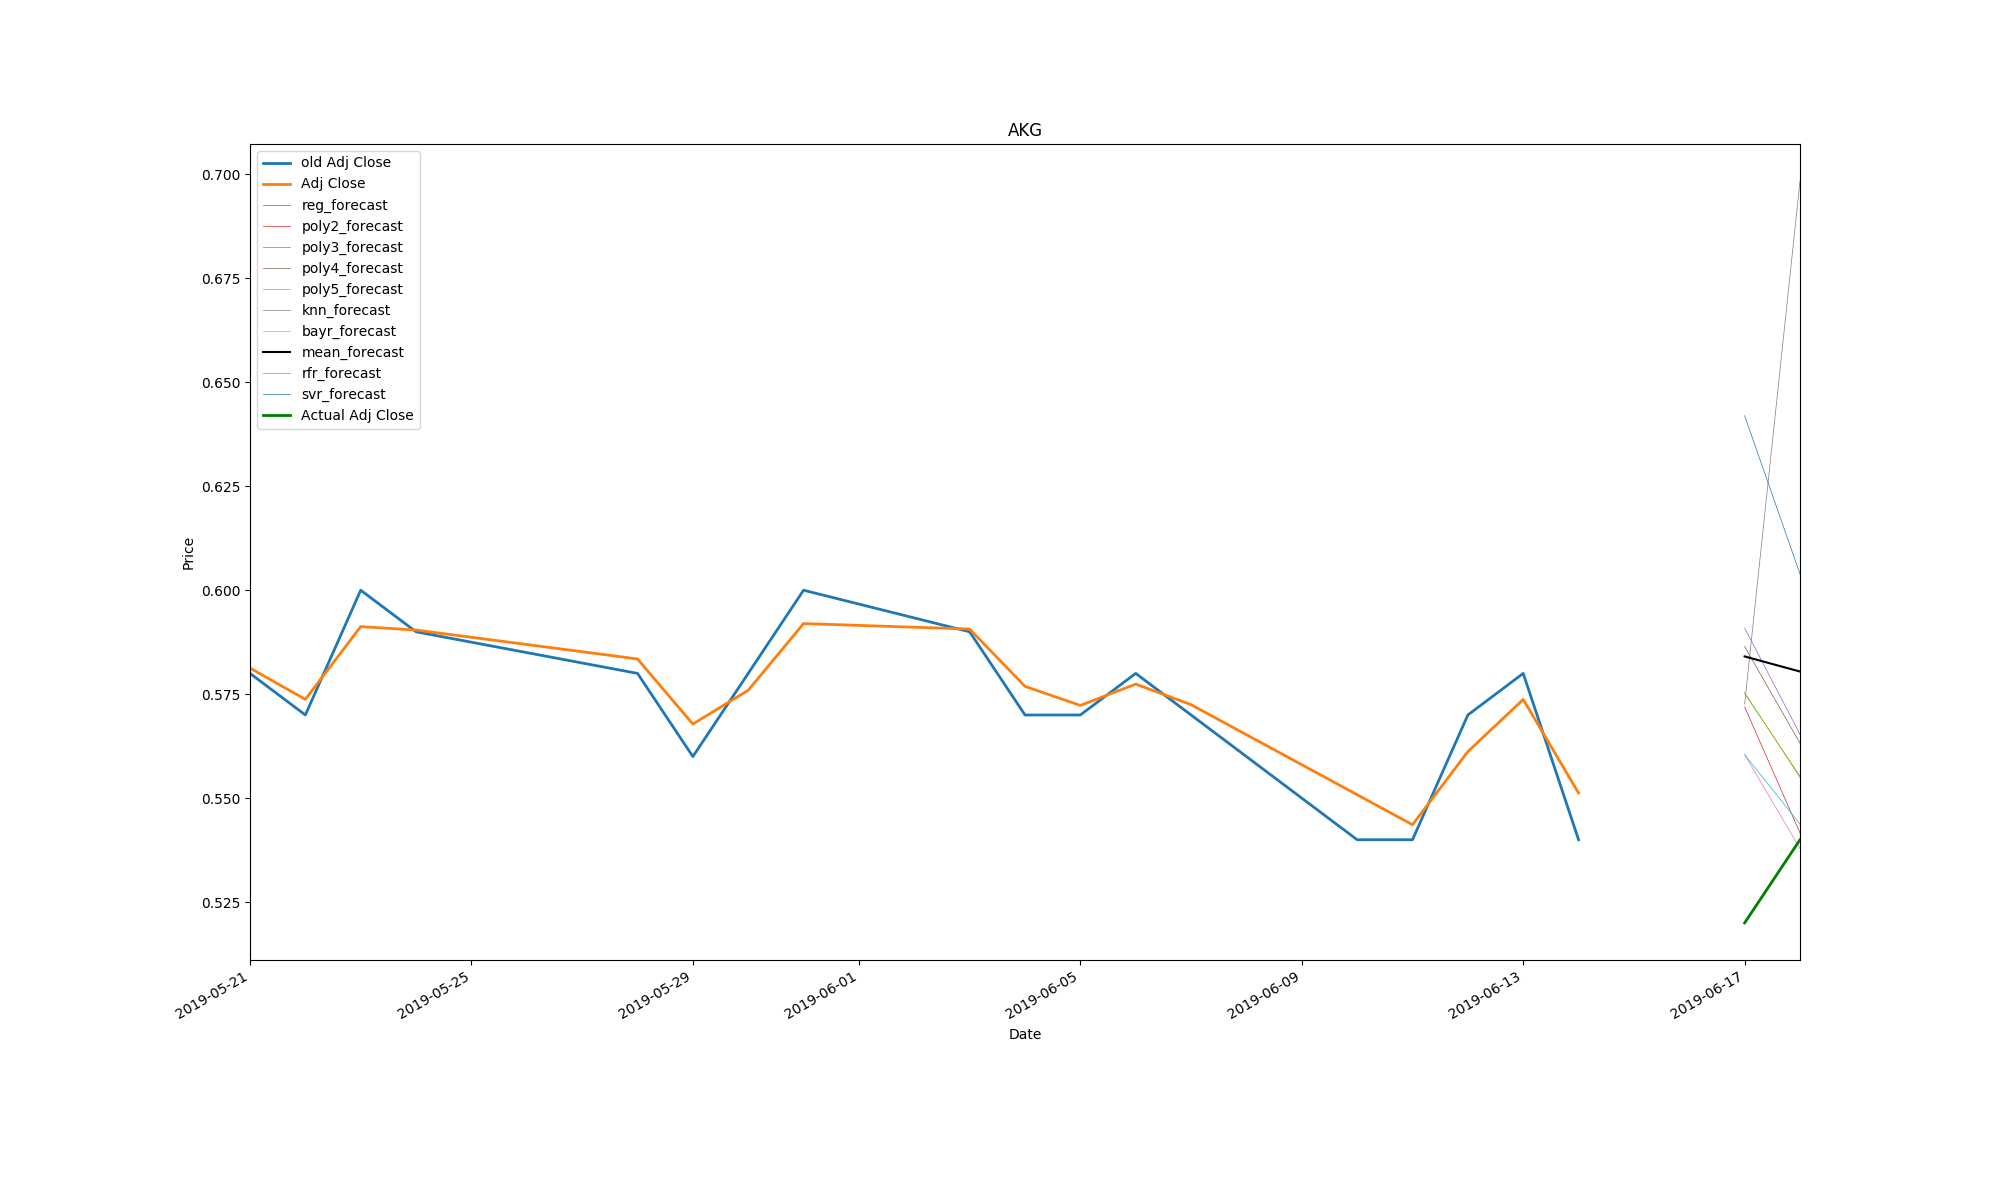 AKG
old Adj Close
Adj Close
reg_forecast
poly2_forecast
poly3_forecast
poly4_forecast
poly5_forecast
knn_forecast
bayr_forecast
mean_forecast
rfr_forecast
svr_forecast
Actual Adj Close
0.700
0.675
0.650
0.625
0.600
0.575
0.550
0.525
Price
2019-05-21
2019-05-25
2019-05-29
2019-06-01
2019-06-05
2019-06-09
2019-06-13
2019-06-17
Date